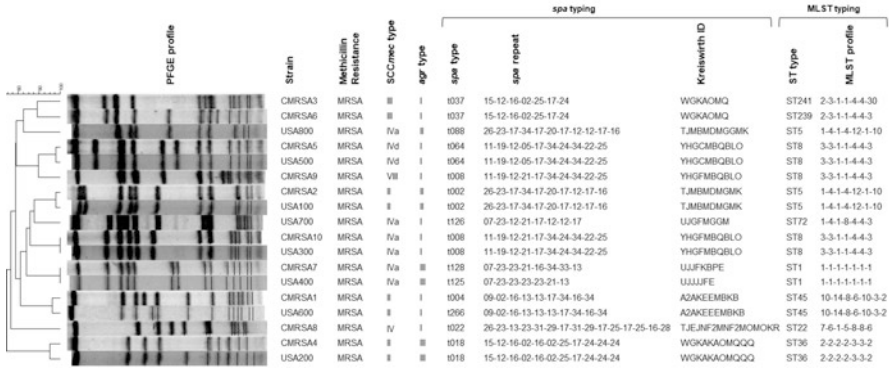 spa typing MLST typing
PFGE profile Strain Methicillin Resistance SCCmec type agr type spa type spa repeat Kreiswirth ID ST type MLST profile
CMRSA3 MRSA III I t037 15-12-16-02-25-17-24 WGKAOMQ ST241 2-3-1-1-4-4-30
CMRSA6 MRSA III I t037 15-12-16-02-25-17-24 WGKAOMQ ST239 2-3-1-1-4-4-3
USA800 MRSA IVa II t088 26-23-17-34-17-20-17-12-12-17-16 TJMBMDMGGMK ST5 1-4-1-4-12-1-10
CMRSA5 MRSA IVd I t064 11-19-12-05-17-34-24-34-22-25 YHGCMBQBLO ST8 3-3-1-1-4-4-3
USA500 MRSA IVd I t064 11-19-12-05-17-34-24-34-22-25 YHGCMBQBLO ST8 3-3-1-1-4-4-3
CMRSA9 MRSA VIII I t008 11-19-12-21-17-34-24-34-22-25 YHGFMBQBLO ST8 3-3-1-1-4-4-3
CMRSA2 MRSA II II t002 26-23-17-34-17-20-17-12-17-16 TJMBMDMGMK ST5 1-4-1-4-12-1-10
USA100 MRSA II II t002 26-23-17-34-17-20-17-12-17-16 TJMBMDMGMK ST5 1-4-1-4-12-1-10
USA700 MRSA IVa I t126 07-23-12-21-17-12-12-17 UJGFMGGM ST72 1-4-1-8-4-4-3
CMRSA10 MRSA IVa I t008 11-19-12-21-17-34-24-34-22-25 YHGFMBQBLO ST8 3-3-1-1-4-4-3
USA300 MRSA IVa I t008 11-19-12-21-17-34-24-34-22-25 YHGFMBQBLO ST8 3-3-1-1-4-4-3
CMRSA7 MRSA IVa III t128 07-23-23-21-16-34-33-13 UJJFKBPE ST1 1-1-1-1-1-1-1
USA400 MRSA IVa III t125 07-23-23-23-23-21-13 UJJJJFE ST1 1-1-1-1-1-1-1
CMRSA1 MRSA II I t004 09-02-16-13-13-17-34-16-34 A2AKEEMBKB ST45 10-14-8-6-10-3-2
USA600 MRSA II I t266 09-02-16-13-13-13-17-34-16-34 A2AKEEEMBKB ST45 10-14-8-6-10-3-2
CMRSA8 MRSA IV I t022 26-23-13-23-31-29-17-31-29-17-25-17-25-16-28 TJEJNF2MNF2MOMOKR ST22 7-6-1-5-8-8-6
CMRSA4 MRSA II III t018 15-12-16-02-16-02-25-17-24-24-24 WGKAKAOMQQQ ST36 2-2-2-2-3-3-2
USA200 MRSA II III t018 15-12-16-02-16-02-25-17-24-24-24 WGKAKAOMQQQ ST36 2-2-2-2-3-3-2